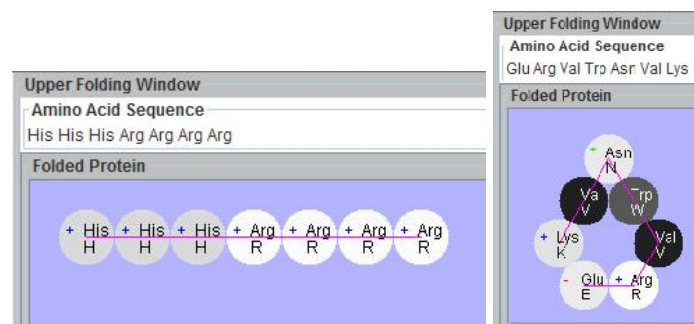 Upper Folding Window
Amino Acid Sequence
His His His Arg Arg Arg Arg
Folded Protein
+ His + His + His + Arg + Arg + Arg + Arg
H H H R R R R
Upper Folding Window
Amino Acid Sequence
Glu Arg Val Trp Asn Val Lys
Folded Protein
+ Asn
N
Va Trp
V W
+ Lys Val
K V
- Glu + Arg
E R